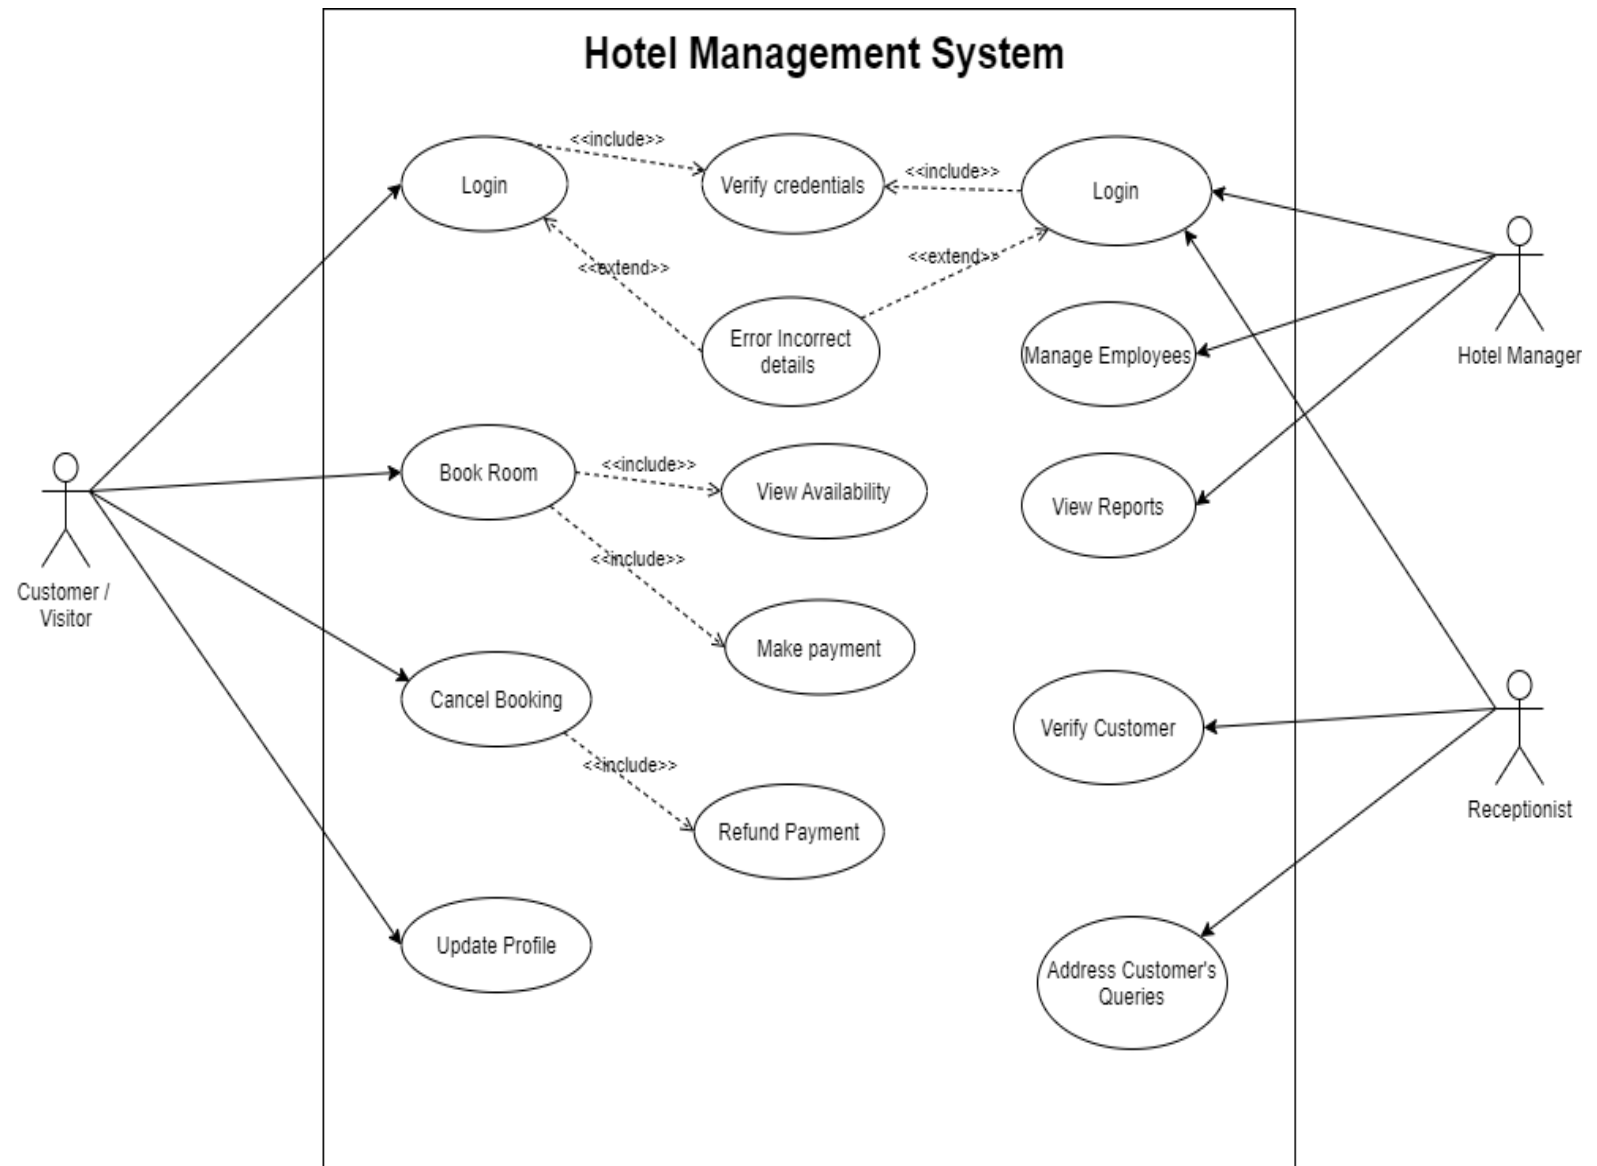 Hotel Management System
<<include>>
Login
Verify credentials
<<include>>
Login
<<extend>>
<<extend>>
Error Incorrect
details
Manage Employees
Hotel Manager
Book Room
<<include>>
View Availability
View Reports
<<include>>
Customer /
Visitor
Make payment
Cancel Booking
<<include>>
Verify Customer
Refund Payment
Receptionist
Update Profile
Address Customer's
Queries